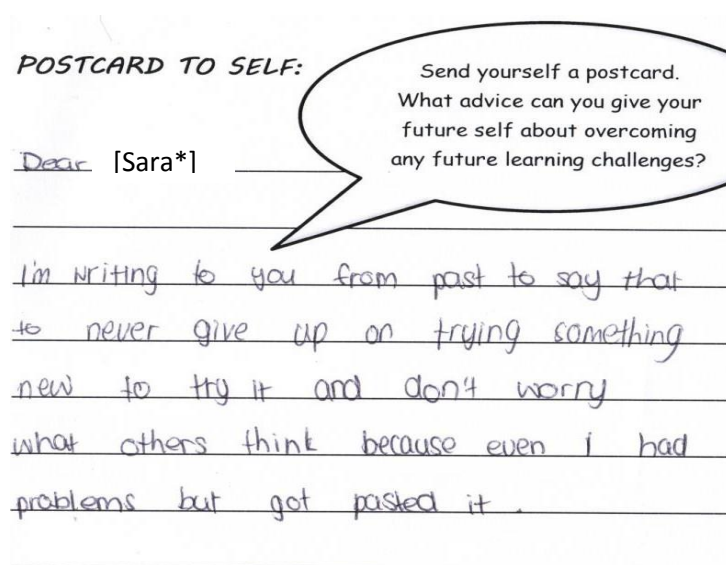 POSTCARD TO SELF:
Send yourself a postcard.
What advice can you give your
future self about overcoming
any future learning challenges?
Dear [Sara*]
I'm writing to you from past to say that
to never give up on trying something
new to try it and don't worry
what others think because even i had
problems but got pasted it.